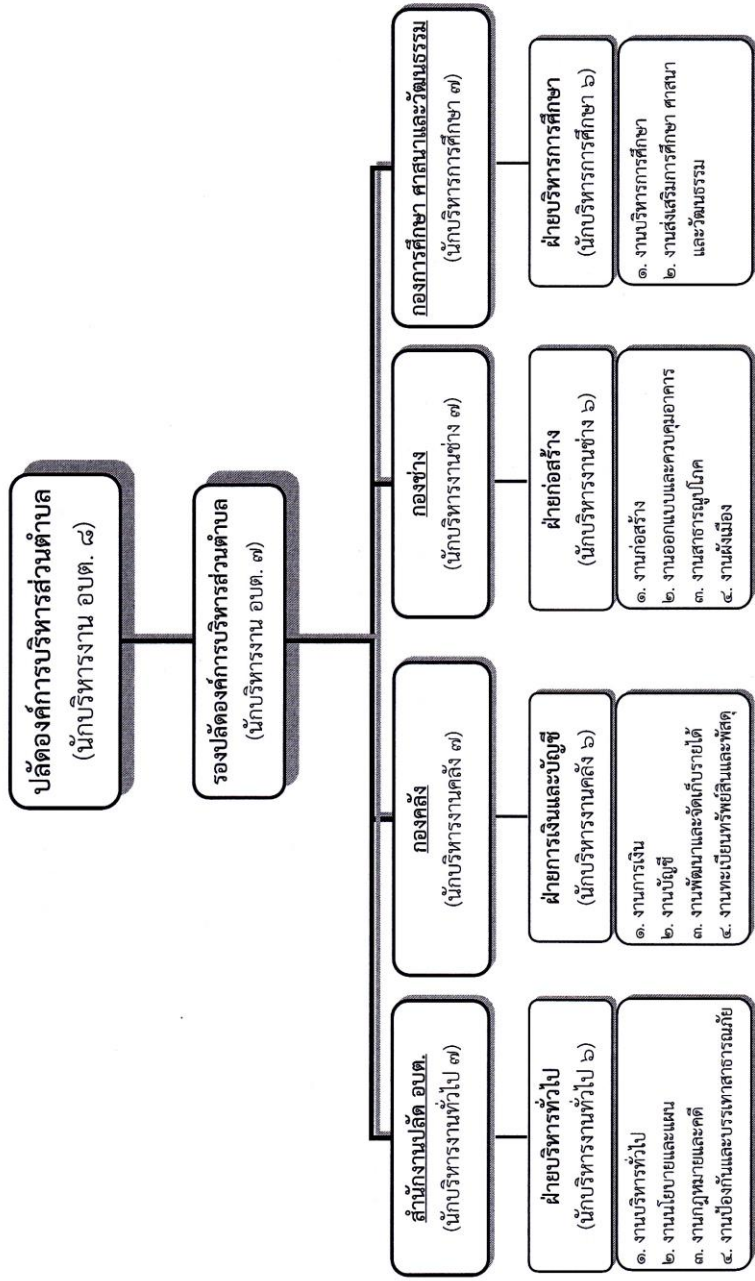 ปลัดองค์การบริหารส่วนตำบล
(นักบริหารงาน อบต. ๘)
รองปลัดองค์การบริหารส่วนตำบล
(นักบริหารงาน อบต. ๗)
สำนักงานปลัด อบต.
(นักบริหารงานทั่วไป ๗)
ฝ่ายบริหารทั่วไป
(นักบริหารงานทั่วไป ๖)
๑. งานบริหารทั่วไป
๒. งานนโยบายและแผน
๓. งานกฎหมายและคดี
๔. งานป้องกันและบรรเทาสาธารณภัย
กองคลัง
(นักบริหารงานคลัง ๗)
ฝ่ายการเงินและบัญชี
(นักบริหารงานคลัง ๖)
๑. งานการเงิน
๒. งานบัญชี
๓. งานพัฒนาและจัดเก็บรายได้
๔. งานทะเบียนทรัพย์สินและพัสดุ
กองช่าง
(นักบริหารงานช่าง ๗)
ฝ่ายก่อสร้าง
(นักบริหารงานช่าง ๖)
๑. งานก่อสร้าง
๒. งานออกแบบและควบคุมอาคาร
๓. งานสาธารณูปโภค
๔. งานผังเมือง
กองการศึกษา ศาสนาและวัฒนธรรม
(นักบริหารการศึกษา ๗)
ฝ่ายบริหารการศึกษา
(นักบริหารการศึกษา ๖)
๑. งานบริหารการศึกษา
๒. งานส่งเสริมการศึกษา ศาสนา
และวัฒนธรรม